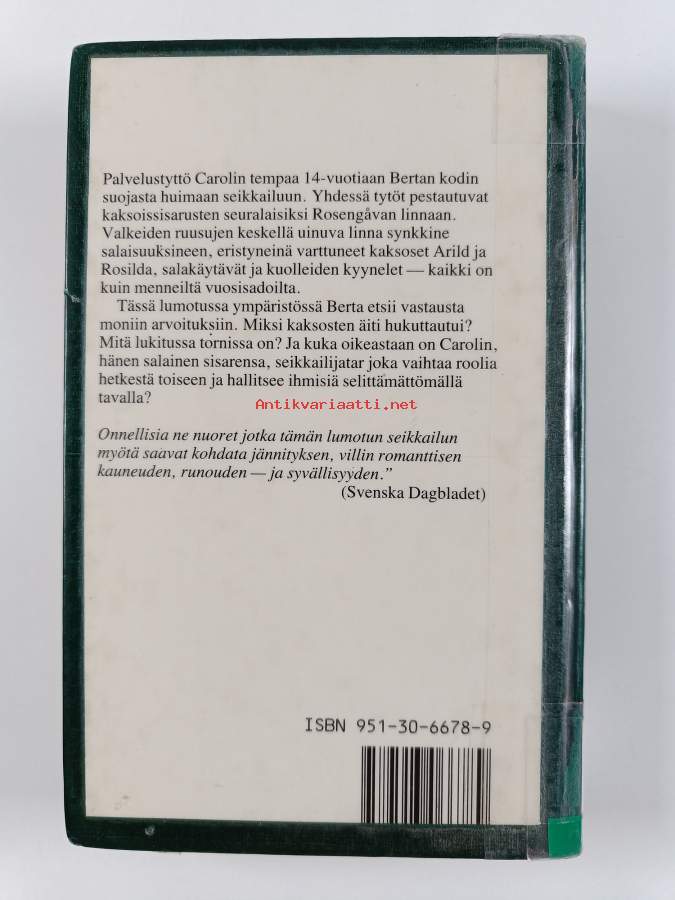 Palvelustyttö Carolin tempaa 14-vuotiaan Bertan kodin
suojasta huimaan seikkailuun. Yhdessä tytöt pestautuvat
kaksoissisarusten seuralaisiksi Rosengåvan linnaan.
Valkeiden ruusujen keskellä uinuva linna synkkine
salaisuuksineen, eristyneinä varttuneet kaksoset Arild ja
Rosilda, salakäytävät ja kuolleiden kyynelet — kaikki on
kuin menneiltä vuosisadoilta.
Tässä lumotussa ympäristössä Berta etsii vastausta
moniin arvoituksiin. Miksi kaksosten äiti hukuttautui?
Mitä lukitussa tornissa on? Ja kuka oikeastaan on Carolin,
hänen salainen sisarensa, seikkailijatar joka vaihtaa roolia
hetkestä toiseen ja hallitsee ihmisiä selittämättömällä
tavalla?
Antikvariaatti.net
Onnellisia ne nuoret jotka tämän lumotun seikkailun
myötä saavat kohdata jännityksen, villin romanttisen
kauneuden, runouden — ja syvällisyyden.”
(Svenska Dagbladet)
ISBN 951-30-6678-9